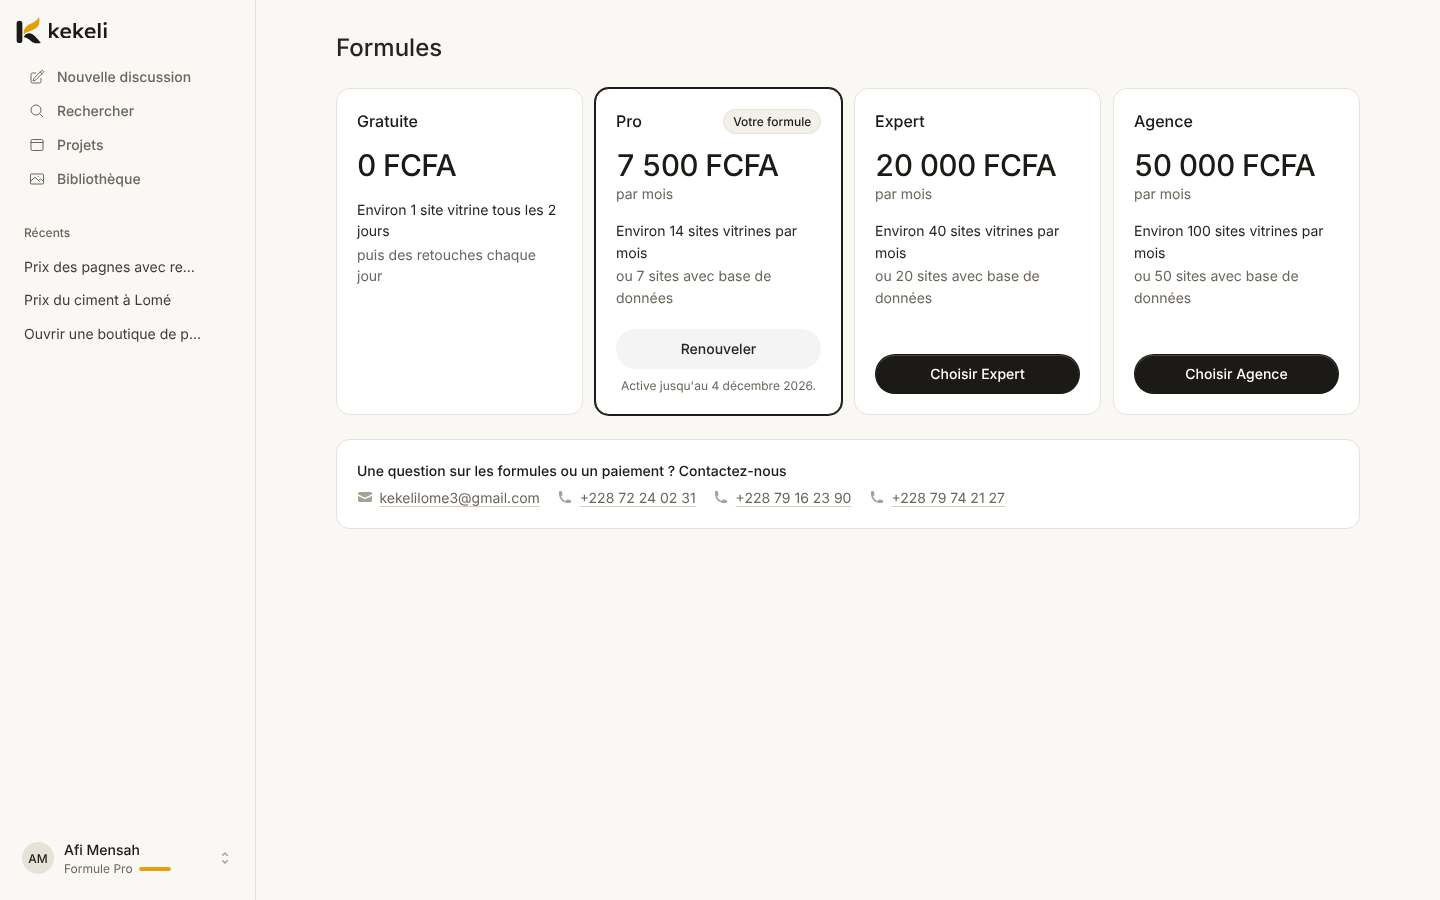 kekeli
Nouvelle discussion
Rechercher
Projets
Bibliothèque
Récents
Prix des pagnes avec re...
Prix du ciment à Lomé
Ouvrir une boutique de p...
AM
Afi Mensah
Formule Pro
Formules
Gratuite
0 FCFA
Environ 1 site vitrine tous les 2
jours
puis des retouches chaque
jour
Pro
Votre formule
7 500 FCFA
par mois
Environ 14 sites vitrines par
mois
ou 7 sites avec base de
données
Renouveler
Active jusqu'au 4 décembre 2026.
Expert
20 000 FCFA
par mois
Environ 40 sites vitrines par
mois
ou 20 sites avec base de
données
Choisir Expert
Agence
50 000 FCFA
par mois
Environ 100 sites vitrines par
mois
ou 50 sites avec base de
données
Choisir Agence
Une question sur les formules ou un paiement ? Contactez-nous
kekelilome3@gmail.com +228 72 24 02 31 +228 79 16 23 90 +228 79 74 21 27